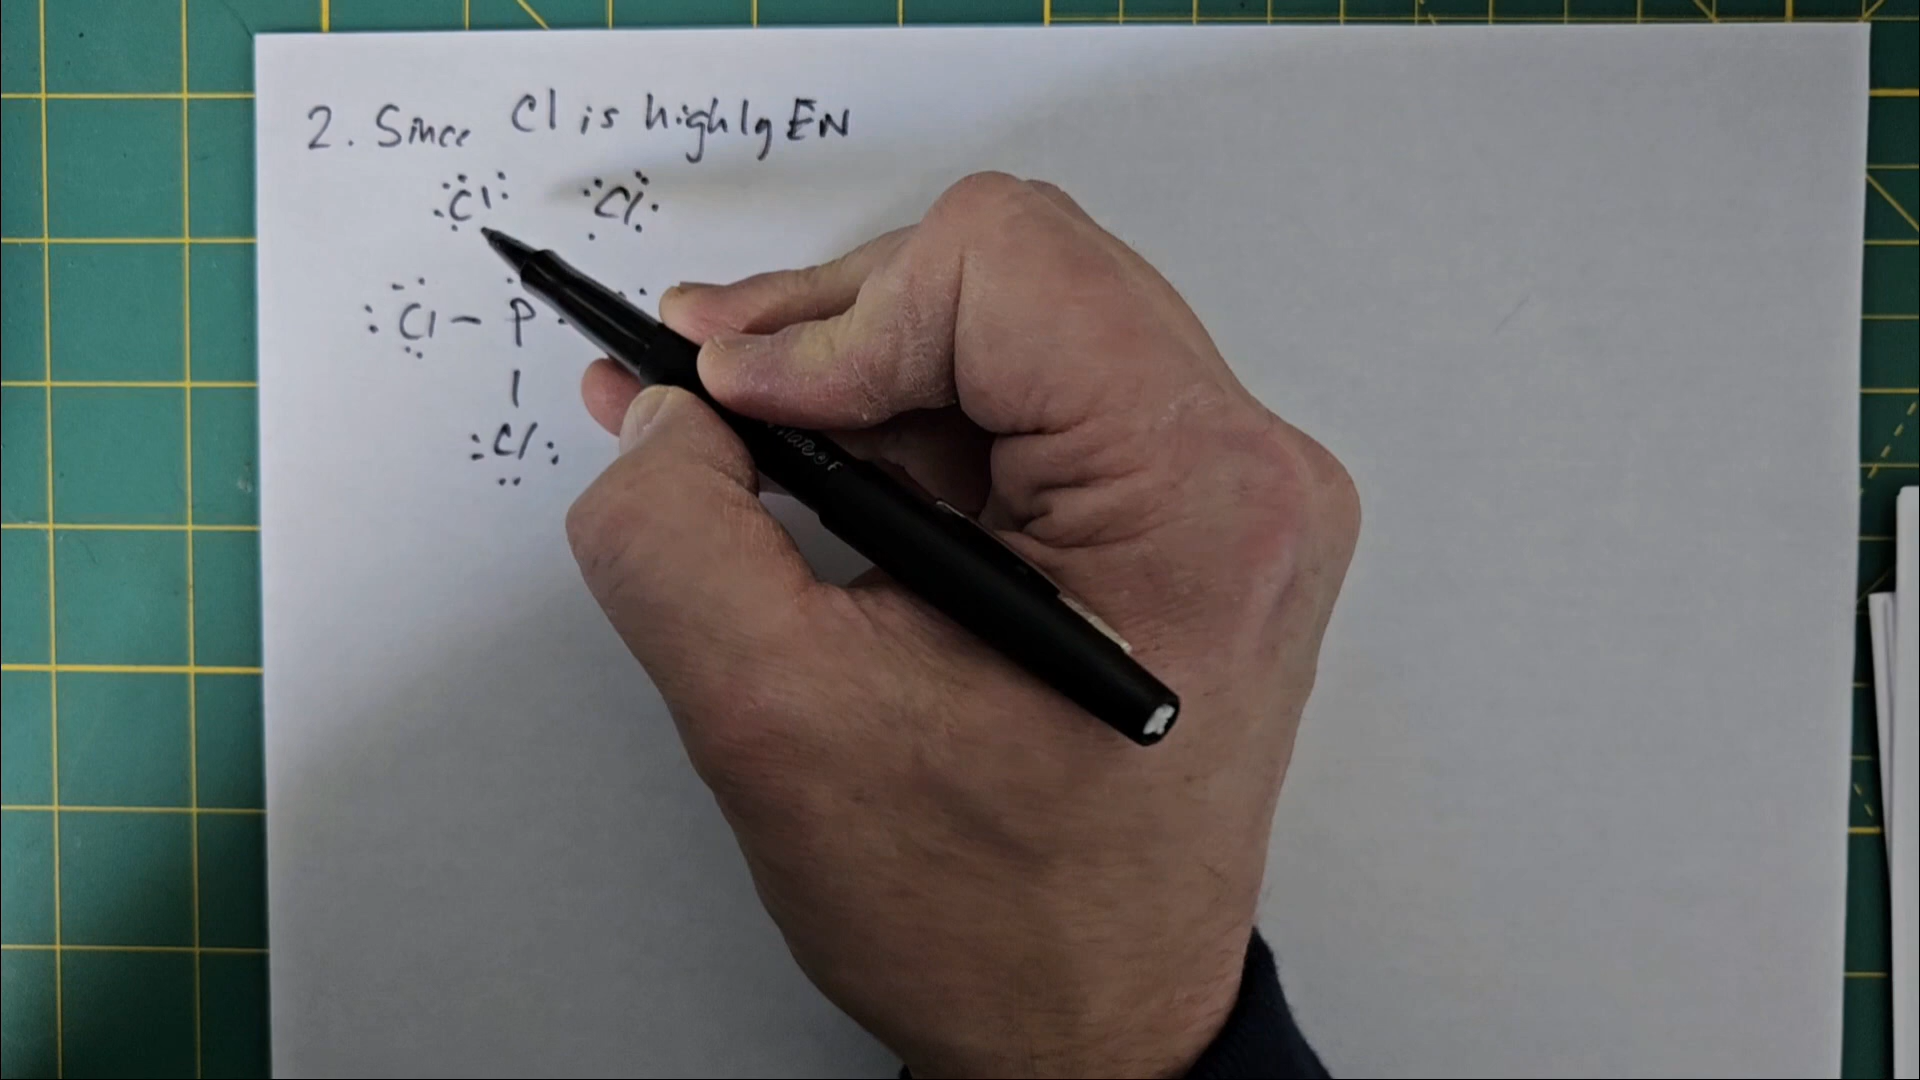 2. Since Cl is highly EN
:Cl: :Cl:
:Cl – P :
|
:Cl: